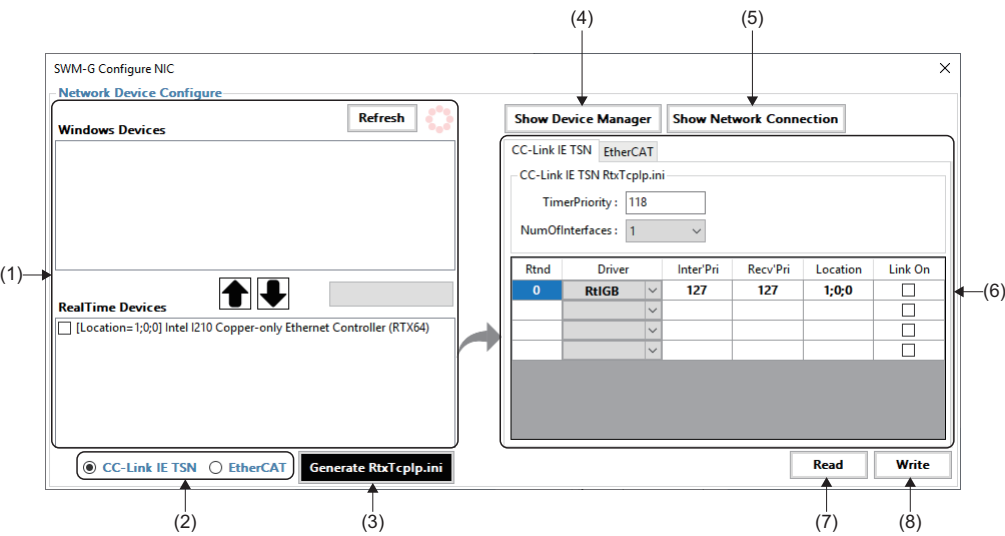 (4) (5)
SWM-G Configure NIC
Network Device Configure
Refresh
Windows Devices
Show Device Manager Show Network Connection
CC-Link IE TSN EtherCAT
CC-Link IE TSN RtxTcpIp.ini
TimerPriority : 118
NumOfInterfaces : 1
(1)
Rtnd Driver Inter'Pri Recv'Pri Location Link On
0 RtIGB 127 127 1;0;0
(6)
RealTime Devices
[Location=1;0;0] Intel I210 Copper-only Ethernet Controller (RTX64)
CC-Link IE TSN EtherCAT Generate RtxTcpIp.ini
Read Write
(2) (3) (7) (8)